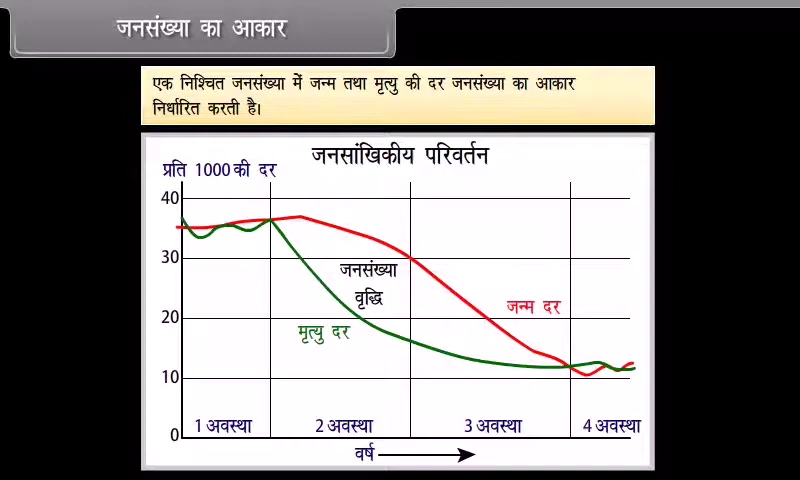 जनसंख्या का आकार
एक निश्चित जनसंख्या में जन्म तथा मृत्यु की दर जनसंख्या का आकार
निर्धारित करती है।
जनसांखिकीय परिवर्तन
प्रति 1000 की दर
40
30
जनसंख्या
वृद्धि
जन्म दर
20
मृत्यु दर
10
1 अवस्था 2 अवस्था 3 अवस्था 4 अवस्था
0
वर्ष